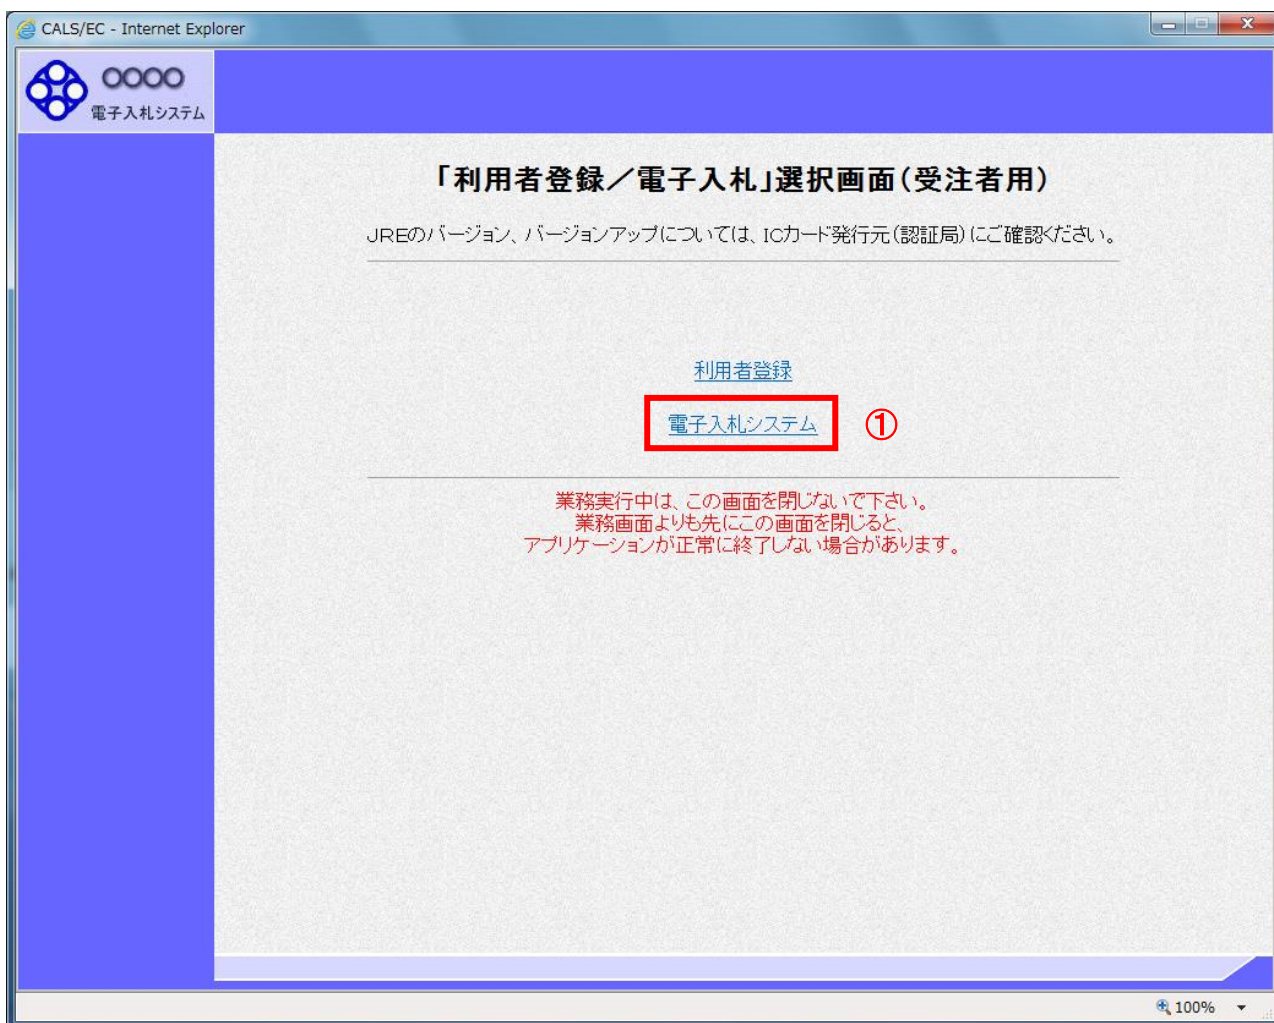 CALS/EC - Internet Explorer
○○○○
電子入札システム
「利用者登録／電子入札」選択画面（受注者用）
JREのバージョン、バージョンアップについては、ICカード発行元（認証局）にご確認ください。
利用者登録
電子入札システム ①
業務実行中は、この画面を閉じないで下さい。
業務画面よりも先にこの画面を閉じると、
アプリケーションが正常に終了しない場合があります。
100%